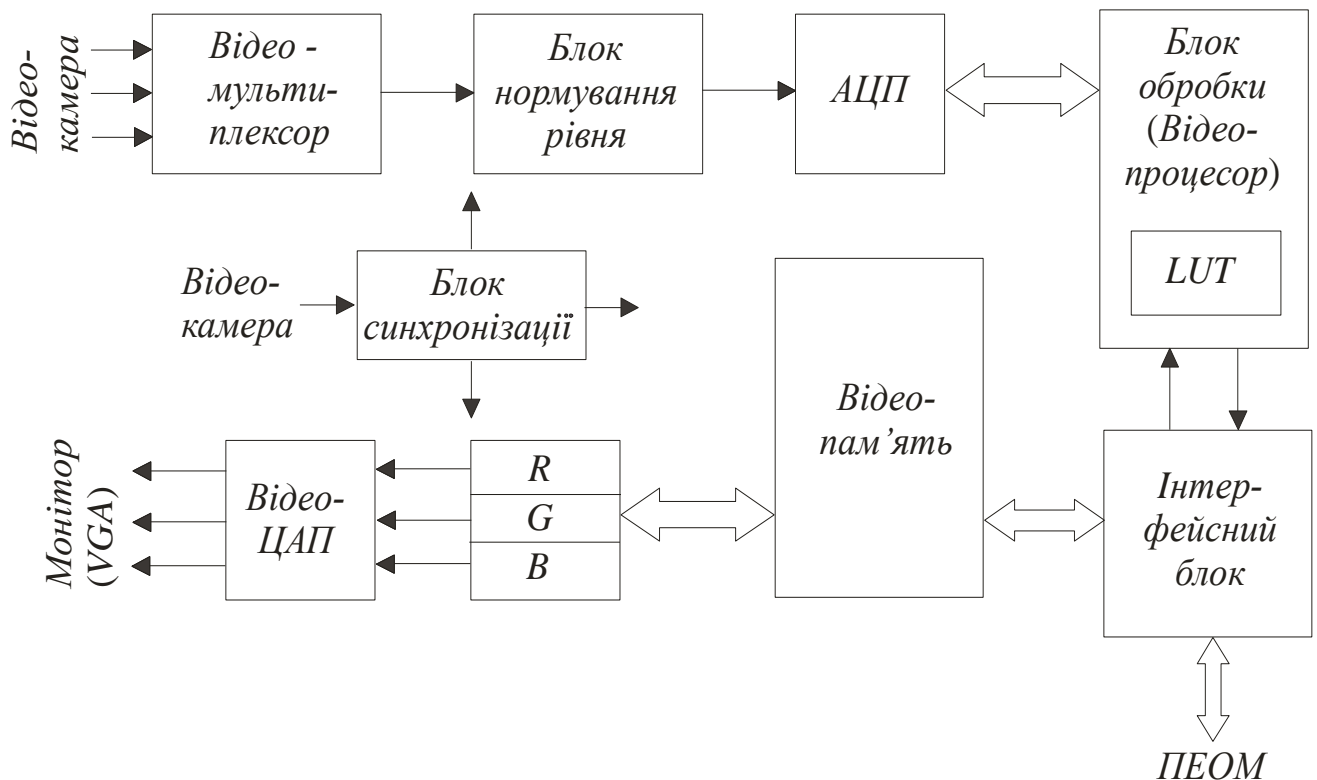 Відео-
камера
Відео -
мульти-
плексор
Блок
нормування
рівня
АЦП
Блок
обробки
(Відео-
процесор)
LUT
Відео-
камера
Блок
синхронізації
Відео-
пам’ять
Монітор
(VGA)
Відео-
ЦАП
R
G
B
Інтер-
фейсний
блок
ПЕОМ